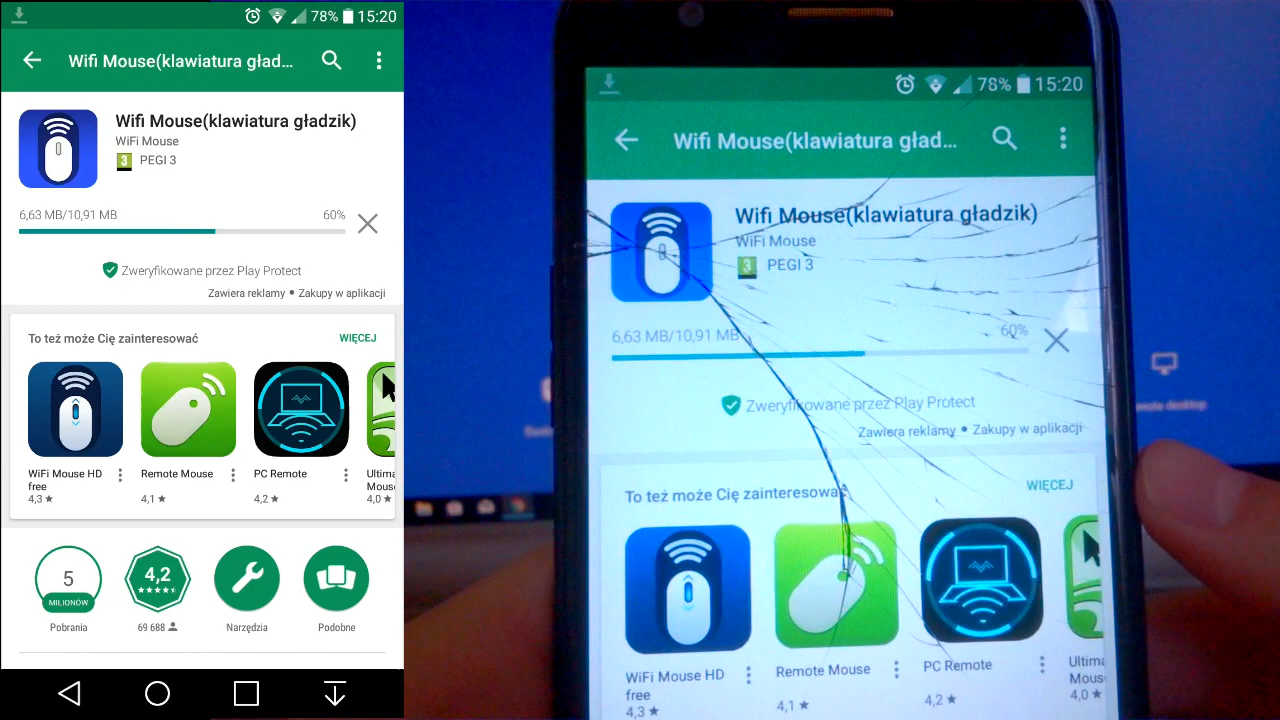 78% 15:20
Wifi Mouse(klawiatura gład...
Wifi Mouse(klawiatura gładzik)
WiFi Mouse
3 PEGI 3
6,63 MB/10,91 MB 60%
Zweryfikowane przez Play Protect
Zawiera reklamy • Zakupy w aplikacji
To też może Cię zainteresować WIĘCEJ
WiFi Mouse HD free
4,3 ★
Remote Mouse
4,1 ★
PC Remote
4,2 ★
Ultima
Mouse
4,0 ★
5
MILIONÓW
Pobrania
4,2
69 688
Narzędzia
Podobne
78% 15:20
Wifi Mouse(klawiatura gład...
Wifi Mouse(klawiatura gładzik)
WiFi Mouse
3 PEGI 3
6,63 MB/10,91 MB 60%
Zweryfikowane przez Play Protect
Zawiera reklamy • Zakupy w aplikacji
To też może Cię zainteresować WIĘCEJ
WiFi Mouse HD free
4,3 ★
Remote Mouse
4,1 ★
PC Remote
4,2 ★
Ultima
Mouse
4,0 ★